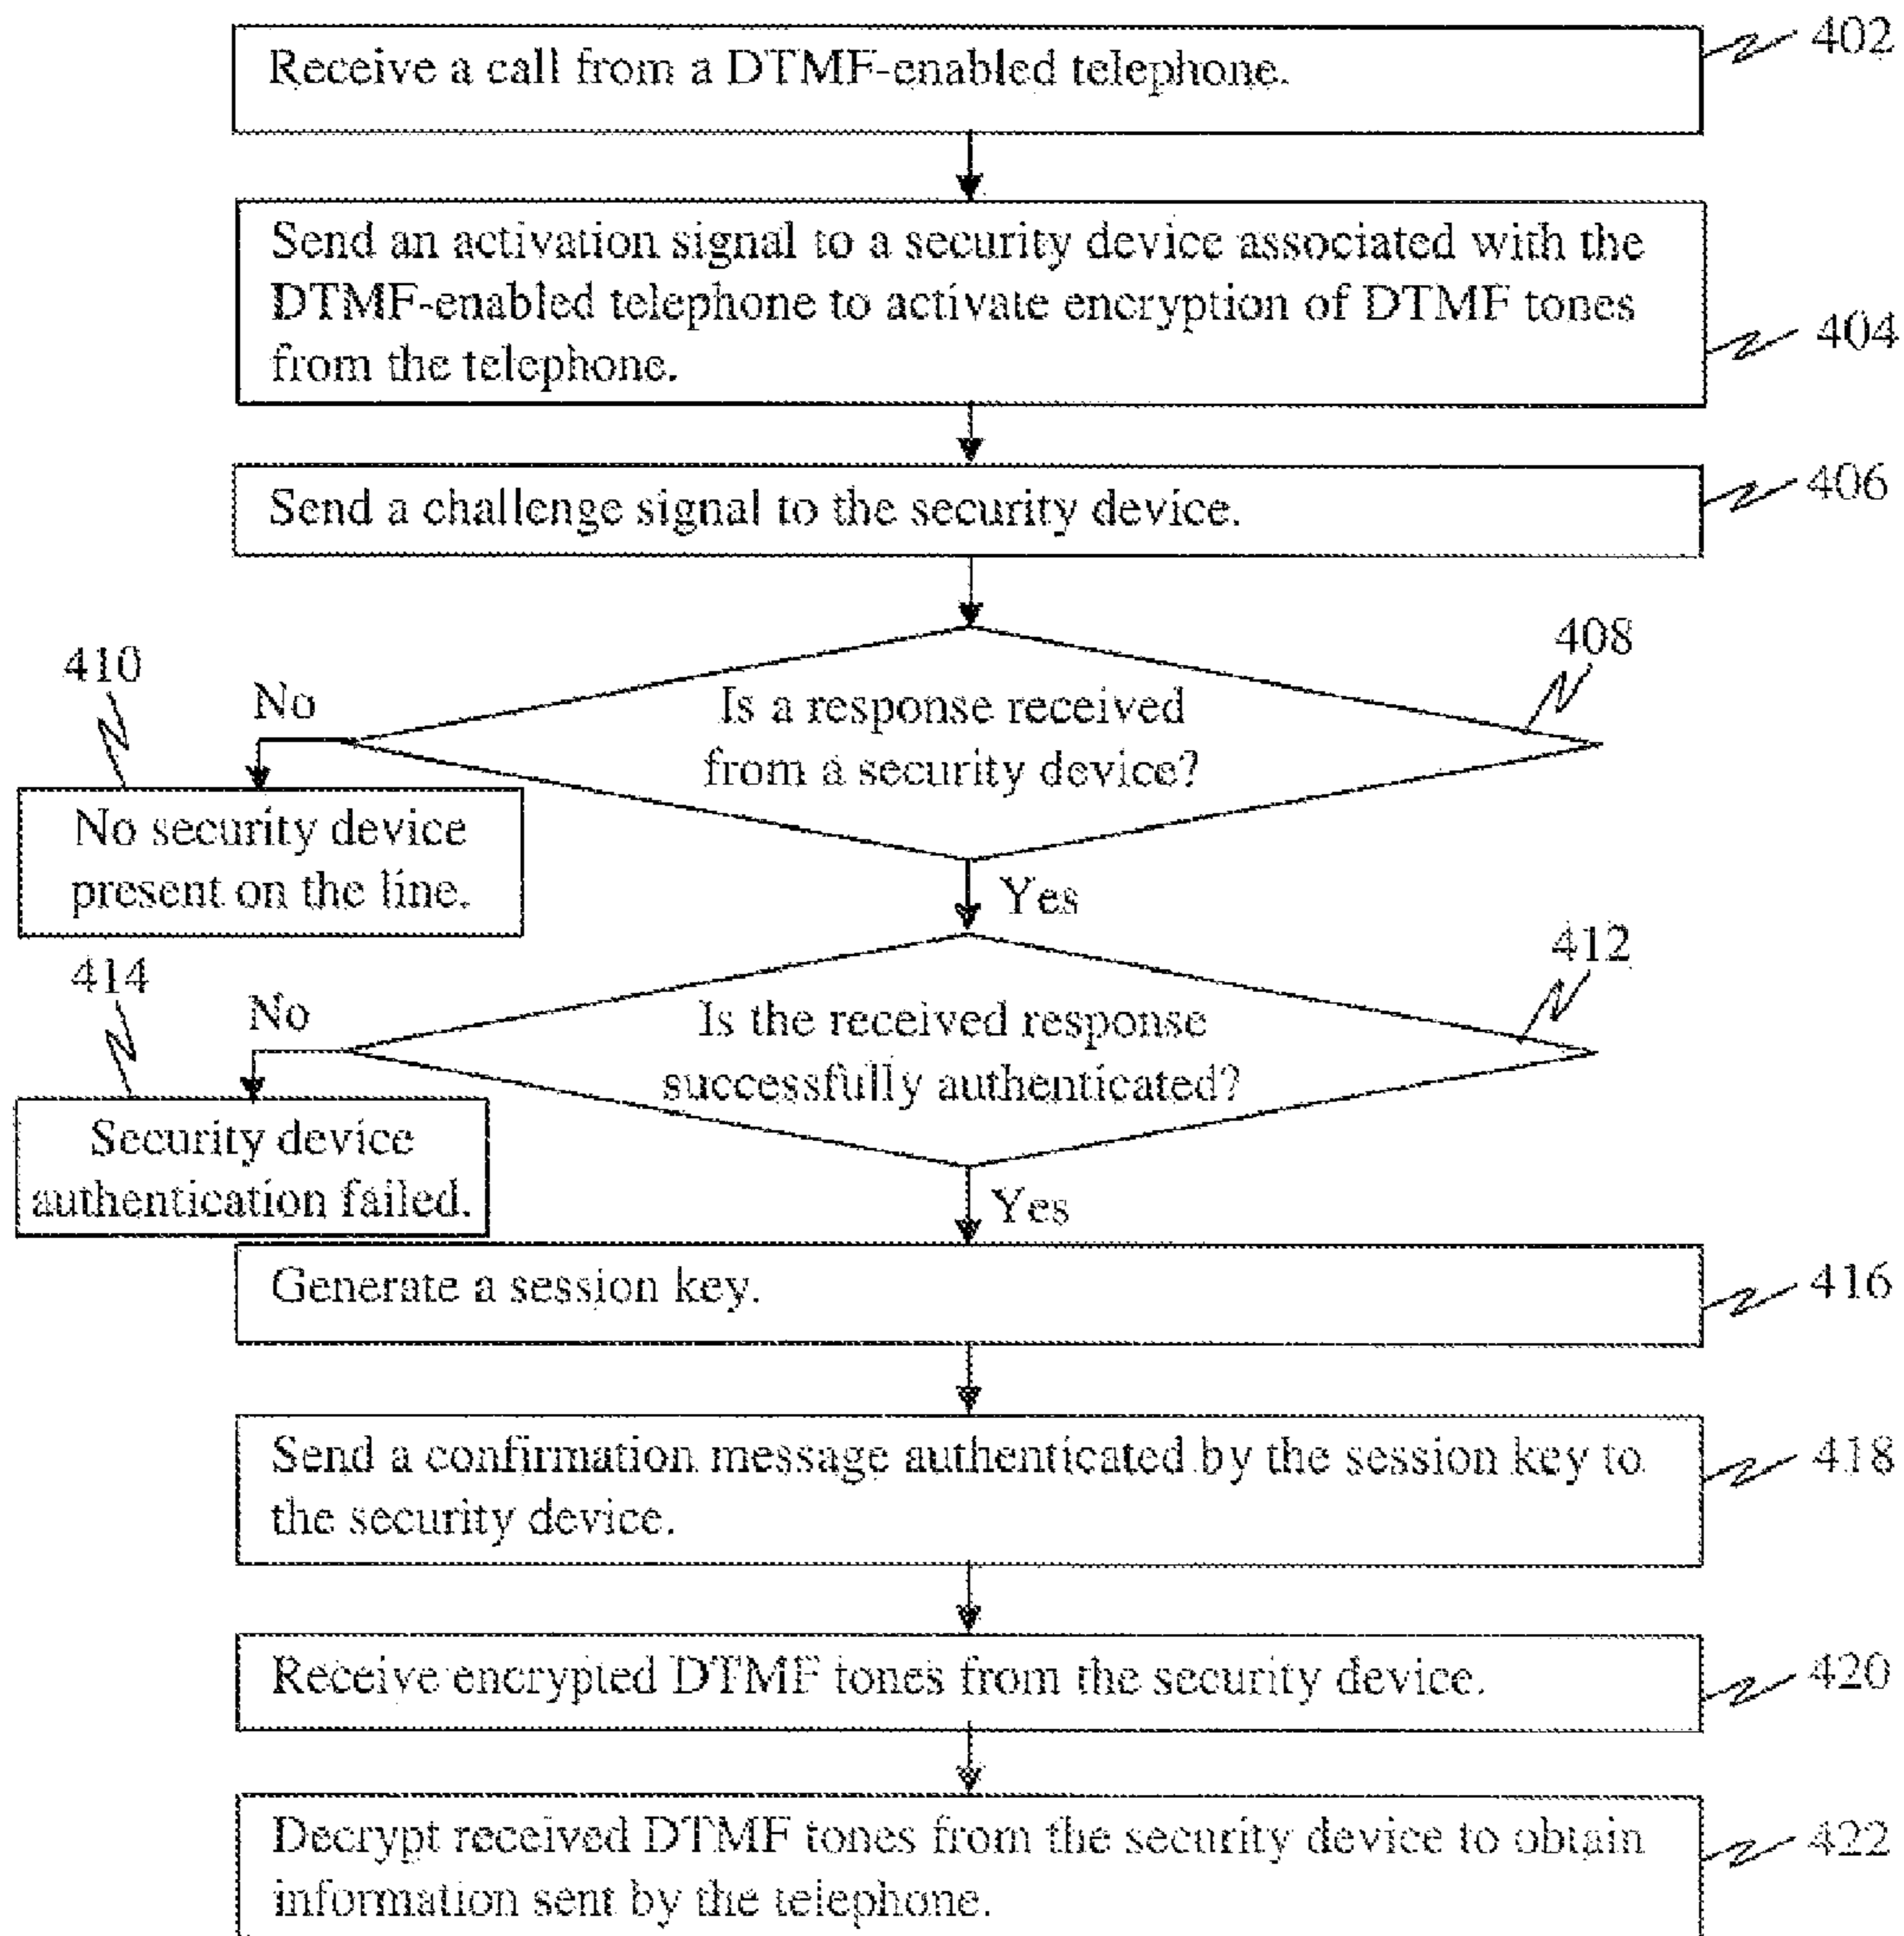 Receive a call from a DTMF-enabled telephone.
402
Send an activation signal to a security device associated with the
DTMF-enabled telephone to activate encryption of DTMF tones
from the telephone.
404
Send a challenge signal to the security device.
406
408
410
No
Is a response received
from a security device?
No security device
present on the line.
Yes
412
414
No
Is the received response
successfully authenticated?
Security device
authentication failed.
Yes
Generate a session key.
416
Send a confirmation message authenticated by the session key to
the security device.
418
Receive encrypted DTMF tones from the security device.
420
Decrypt received DTMF tones from the security device to obtain
information sent by the telephone.
422